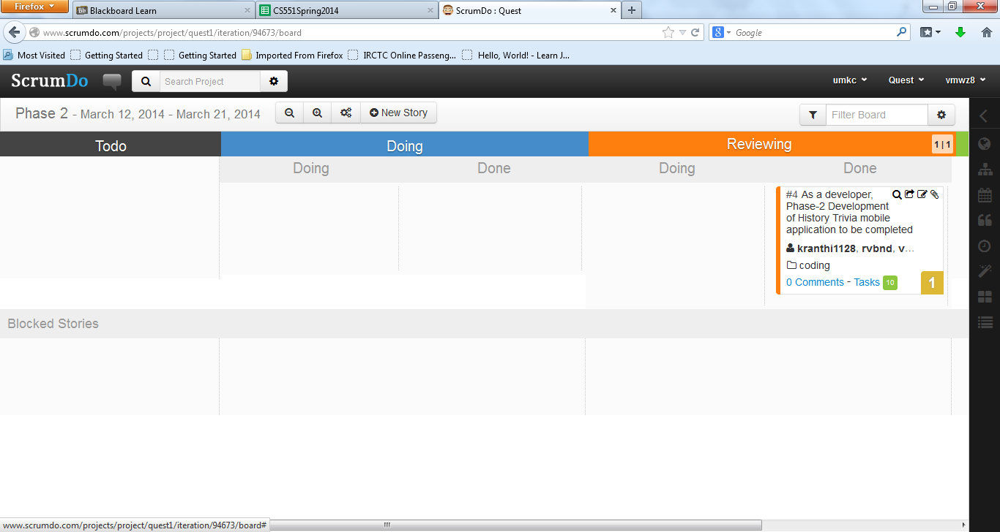 Firefox
Blackboard Learn
CS551Spring2014
ScrumDo : Quest
www.scrumdo.com/projects/project/quest1/iteration/94673/board
Google
Most Visited
Getting Started
Getting Started
Imported From Firefox
IRCTC Online Passeng...
Hello, World! - Learn J...
ScrumDo
Search Project
umkc
Quest
vmwz8
Phase 2 - March 12, 2014 - March 21, 2014
New Story
Filter Board
Todo
Doing
Reviewing
1 | 1
Doing
Done
Doing
Done
#4 As a developer,
Phase-2 Development
of History Trivia mobile
application to be completed
kranthi1128, rvbnd, v...
coding
0 Comments - Tasks 10
1
Blocked Stories
www.scrumdo.com/projects/project/quest1/iteration/94673/board#